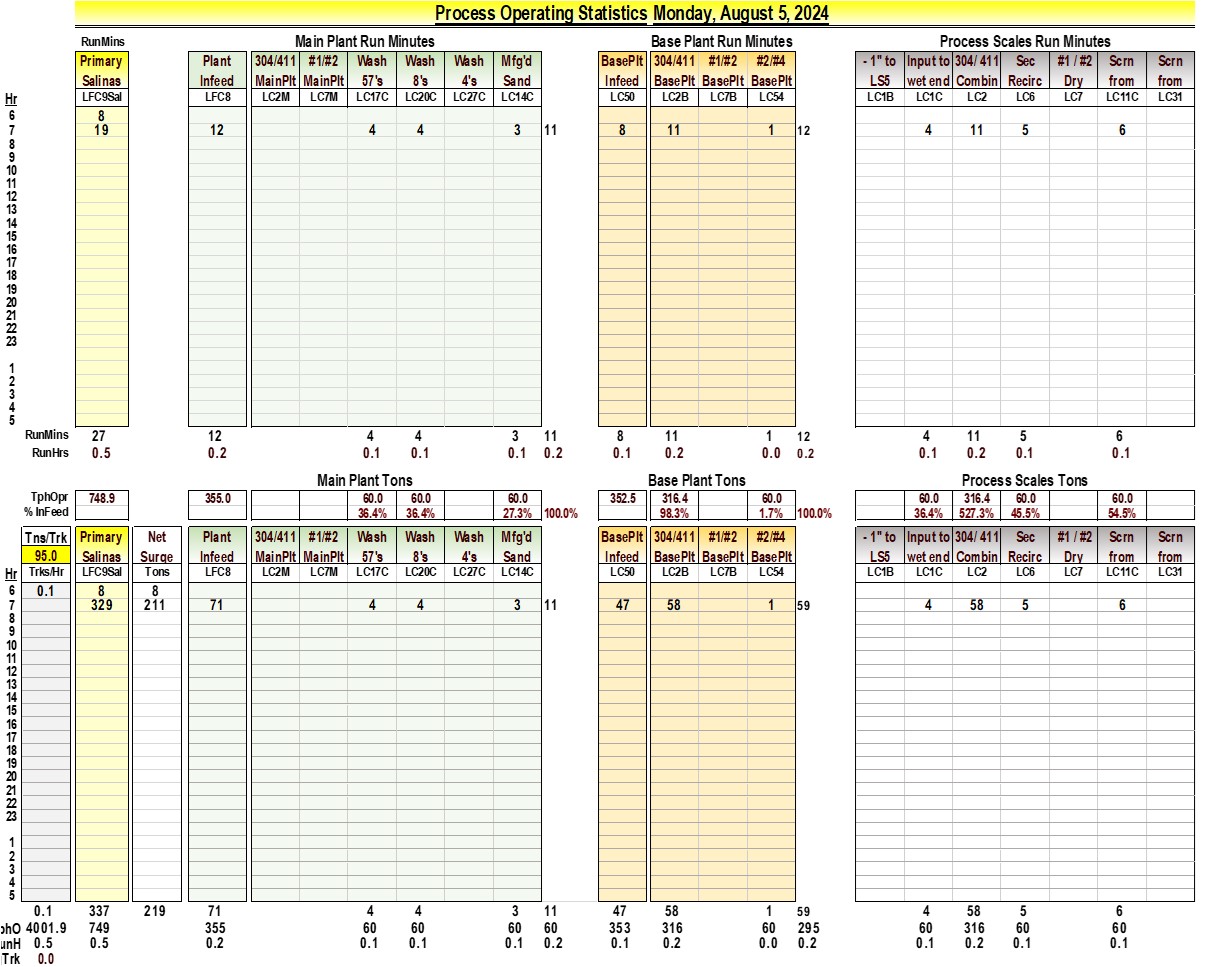 Process Operating Statistics Monday, August 5, 2024
RunMins Main Plant Run Minutes Base Plant Run Minutes Process Scales Run Minutes
Primary Plant 304/411 #1/#2 Wash Wash Wash Mfg'd BasePlt 304/411 #1/#2 #2/#4 - 1" to Input to 304/ 411 Sec #1 / #2 Scrn Scrn
Salinas Infeed MainPlt MainPlt 57's 8's 4's Sand Infeed BasePlt BasePlt BasePlt LS5 wet end Combin Recirc Dry from from
Hr LFC9Sal LFC8 LC2M LC7M LC17C LC20C LC27C LC14C LC50 LC2B LC7B LC54 LC1B LC1C LC2 LC6 LC7 LC11C LC31
6 8
7 19 12 4 4 3 11 8 11 1 12 4 11 5 6
8
9
10
11
12
13
14
15
16
17
18
19
20
21
22
23
1
2
3
4
5
RunMins 27 12 4 4 3 11 8 11 1 12 4 11 5 6
RunHrs 0.5 0.2 0.1 0.1 0.1 0.2 0.1 0.2 0.0 0.2 0.1 0.2 0.1 0.1
Main Plant Tons Base Plant Tons Process Scales Tons
TphOpr 748.9 355.0 60.0 60.0 60.0 352.5 316.4 60.0 60.0 316.4 60.0 60.0
% InFeed 36.4% 36.4% 27.3% 100.0% 98.3% 1.7% 100.0% 36.4% 527.3% 45.5% 54.5%
Tns/Trk Primary Net Plant 304/411 #1/#2 Wash Wash Wash Mfg'd BasePlt 304/411 #1/#2 #2/#4 - 1" to Input to 304/ 411 Sec #1 / #2 Scrn Scrn
95.0 Salinas Surge Infeed MainPlt MainPlt 57's 8's 4's Sand Infeed BasePlt BasePlt BasePlt LS5 wet end Combin Recirc Dry from from
Hr Trks/Hr LFC9Sal Tons LFC8 LC2M LC7M LC17C LC20C LC27C LC14C LC50 LC2B LC7B LC54 LC1B LC1C LC2 LC6 LC7 LC11C LC31
6 0.1 8 8
7 329 211 71 4 4 3 11 47 58 1 59 4 58 5 6
8
9
10
11
12
13
14
15
16
17
18
19
20
21
22
23
1
2
3
4
5
0.1 337 219 71 4 4 3 11 47 58 1 59 4 58 5 6
phO 4001.9 749 355 60 60 60 60 353 316 60 295 60 316 60 60
unH 0.5 0.5 0.2 0.1 0.1 0.1 0.2 0.1 0.2 0.0 0.2 0.1 0.2 0.1 0.1
Trk 0.0